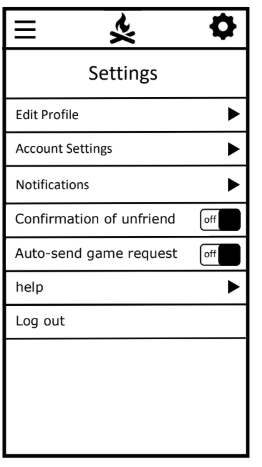 Settings
Edit Profile
Account Settings
Notifications
Confirmation of unfriend off
Auto-send game request off
help
Log out